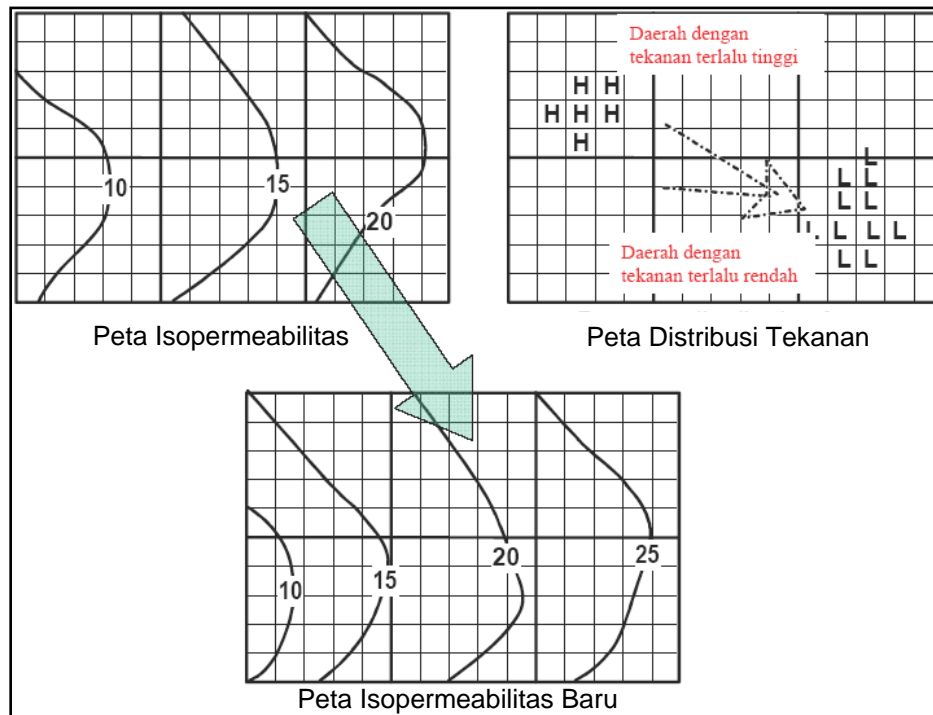 10
15
20
Daerah dengan
tekanan terlalu tinggi
H H
H H H
H
L
L L
L L
L L L
L L
Daerah dengan
tekanan terlalu rendah
Peta Isopermeabilitas
Peta Distribusi Tekanan
10
15
20
25
Peta Isopermeabilitas Baru